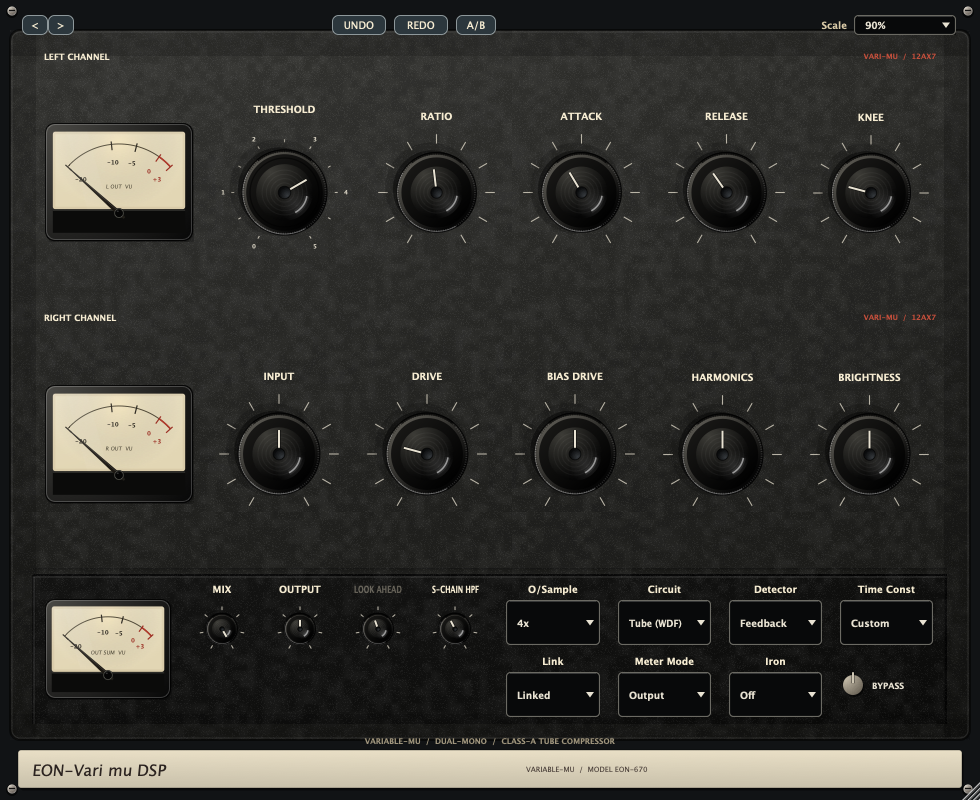 < >
UNDO REDO A/B
Scale 90%
LEFT CHANNEL
VARI-MU / 12AX7
THRESHOLD RATIO ATTACK RELEASE KNEE
-20 -10 -5 0 +3
L OUT VU
0 1 2 3 4 5
RIGHT CHANNEL
VARI-MU / 12AX7
INPUT DRIVE BIAS DRIVE HARMONICS BRIGHTNESS
-20 -10 -5 0 +3
R OUT VU
MIX OUTPUT LOOK AHEAD S-CHAIN HPF O/Sample Circuit Detector Time Const
4x Tube (WDF) Feedback Custom
-20 -10 -5 0 +3
OUT SUM VU
Link Meter Mode Iron
Linked Output Off
BYPASS
VARIABLE-MU / DUAL-MONO / CLASS-A TUBE COMPRESSOR
EON-Vari mu DSP
VARIABLE-MU / MODEL EON-670